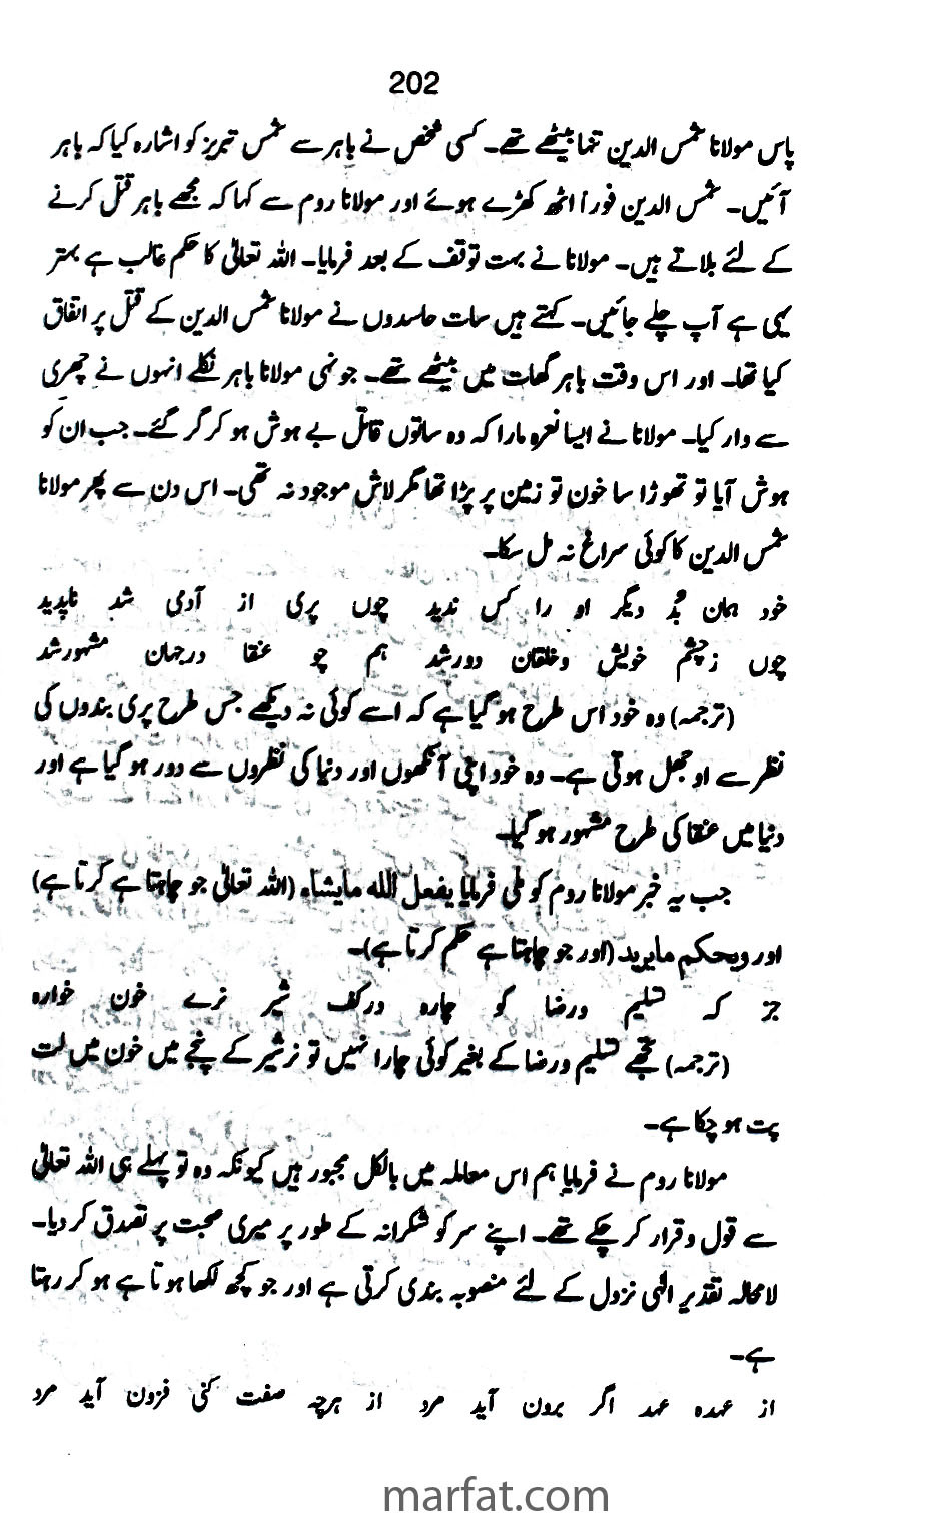 202
پاس مولانا شمس الدین تنہا بیٹھے تھے۔ کسی شخص نے باہر سے شمس تبریز کو اشارہ کیا کہ باہر
آئیں۔ شمس الدین فوراً اٹھ کھڑے ہوئے اور مولانا روم سے کہا کہ مجھے باہر قتل کرنے
کے لئے بلاتے ہیں۔ مولانا نے بہت توقف کے بعد فرمایا۔ اللہ تعالٰی کا حکم غالب ہے بہتر
یہی ہے آپ چلے جائیں۔ کہتے ہیں سات حاسدوں نے مولانا شمس الدین کے قتل پر اتفاق
کیا تھا۔ اور اس وقت باہر گھات میں بیٹھے تھے۔ جونہی مولانا باہر نکلے انہوں نے چھری
سے وار کیا۔ مولانا نے ایسا نعرہ مارا کہ وہ ساتوں قاتل بے ہوش ہو کر گر گئے۔ جب ان کو
ہوش آیا تو تھوڑا سا خون تو زمین پر پڑا تھا مگر لاش موجود نہ تھی۔ اس دن سے پھر مولانا
شمس الدین کا کوئی سراغ نہ مل سکا۔
خود ہمان بُد دیگر او را کس ندید چوں پری از آدمی شد ناپدید
چوں زچشم خویش وخلقان دورشد ہم چو عنقا درجہان مشہورشد
(ترجمہ) وہ خود اس طرح ہو گیا ہے کہ اسے کوئی نہ دیکھے جس طرح پری بندوں کی
نظر سے اوجھل ہوتی ہے۔ وہ خود اپنی آنکھوں اور دنیا کی نظروں سے دور ہو گیا ہے اور
دنیا میں عنقا کی طرح مشہور ہو گیا۔
جب یہ خبر مولانا روم کو ملی فرمایا یفعل اللہ مایشاء (اللہ تعالٰی جو چاہتا ہے کرتا ہے)
اور ویحکم مایرید (اور جو چاہتا ہے حکم کرتا ہے)۔
جز کہ تسلیم ورضا کو چارہ درکف شیر نرے خون خوارہ
(ترجمہ) تجھے تسلیم و رضا کے بغیر کوئی چارا نہیں تو نر شیر کے پنجے میں خون میں لت
پت ہو چکا ہے۔
مولانا روم نے فرمایا ہم اس معاملہ میں بالکل مجبور ہیں کیونکہ وہ تو پہلے ہی اللہ تعالٰی
سے قول و قرار کر چکے تھے۔ اپنے سر کو شکرانہ کے طور پر میری محبت پر تصدق کر دیا۔
لامحالہ تقدیر الٰہی نزول کے لئے منصوبہ بندی کرتی ہے اور جو کچھ لکھا ہوتا ہے ہو کر رہتا
ہے۔
از عہدہ عہد اگر برون آید مرد از ہرچہ صفت کنی فزون آید مرد
marfat.com